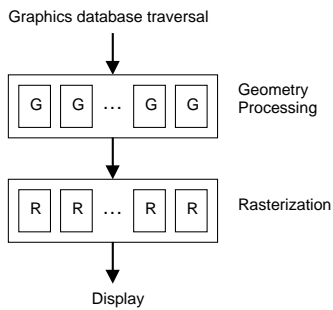 Graphics database traversal
G G ... G G
Geometry
Processing
R R ... R R
Rasterization
Display